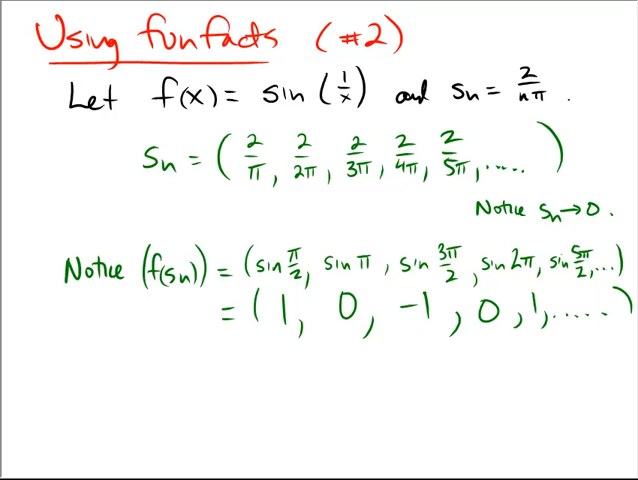 Using fun facts (#2)
Let f(x) = sin (1/x) and Sn = 2/nπ .
Sn = ( 2/π, 2/2π, 2/3π, 2/4π, 2/5π, ..... )
Notice Sn → 0.
Notice (f(sn)) = (sin π/2, sin π, sin 3π/2, sin 2π, sin 5π/2, ...)
= ( 1, 0, -1, 0, 1, ..... )